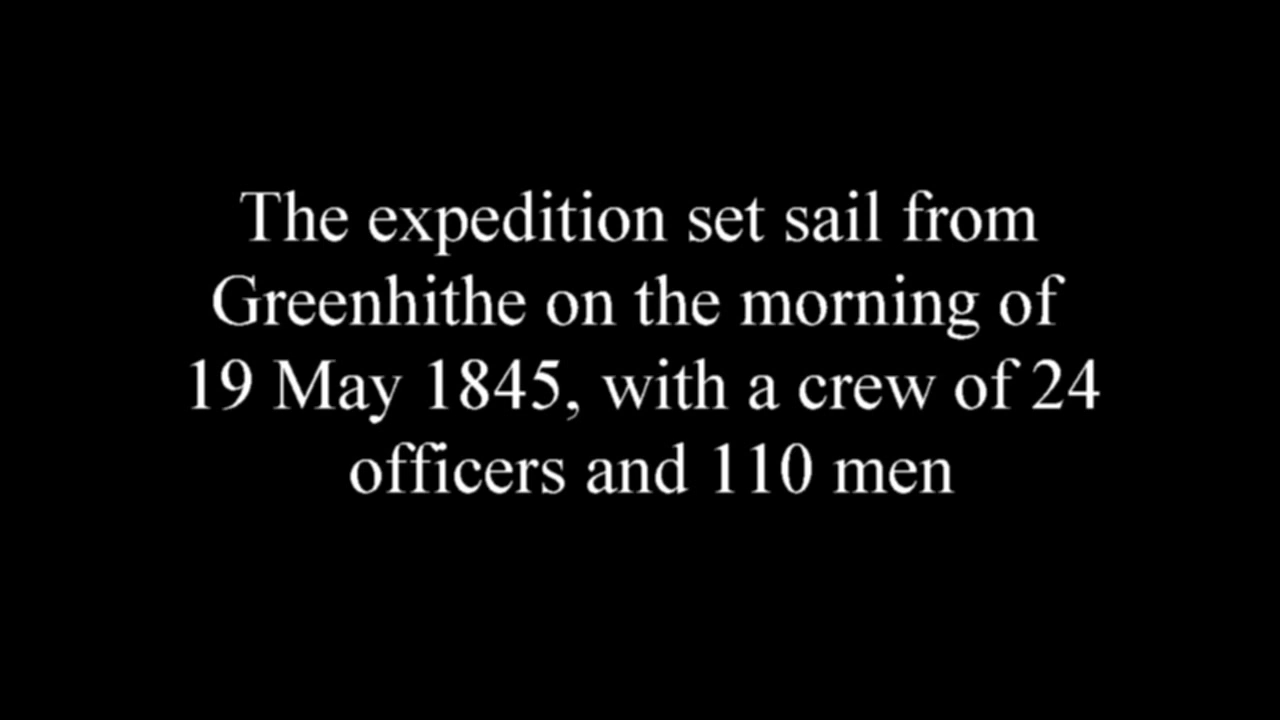 The expedition set sail from
Greenhithe on the morning of
19 May 1845, with a crew of 24
officers and 110 men